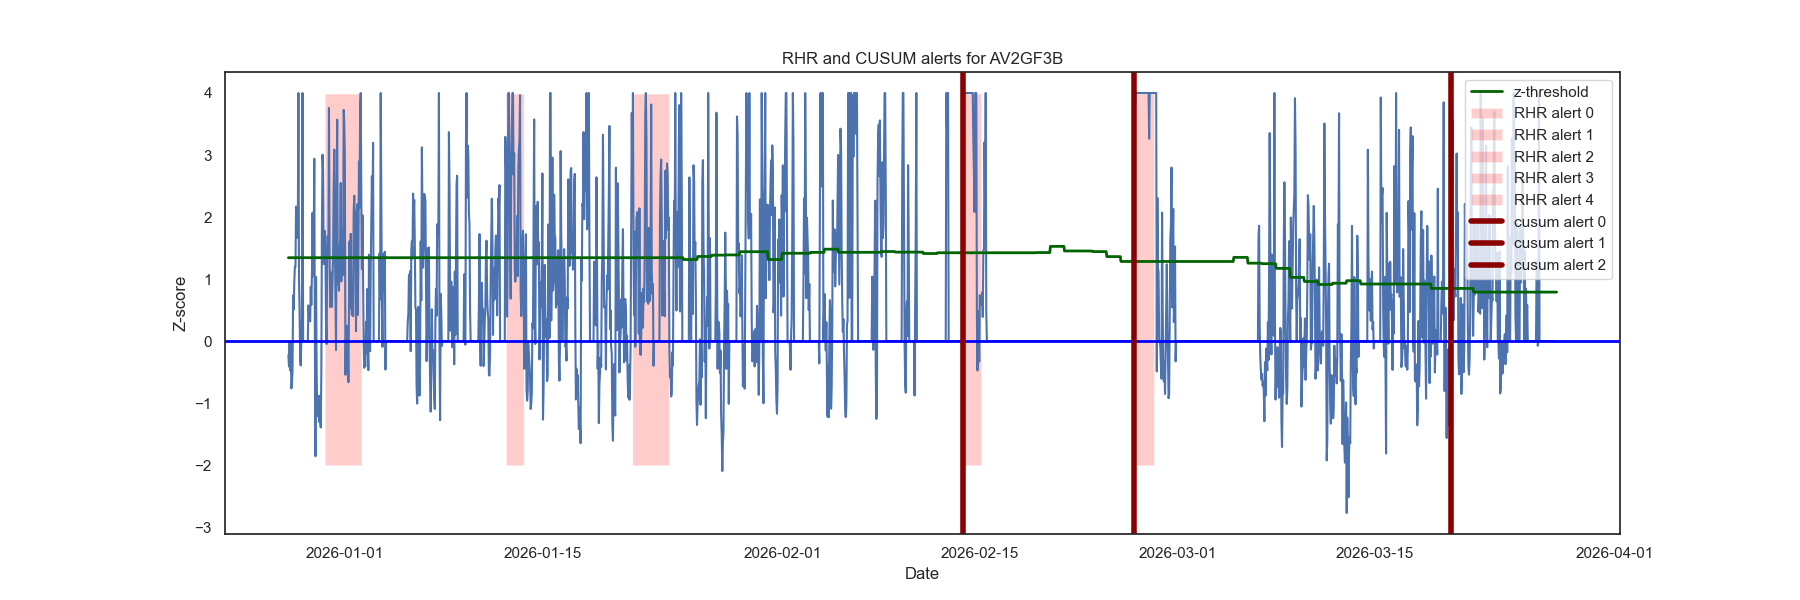 RHR and CUSUM alerts for AV2GF3B
4
3
2
1
0
−1
−2
−3
Z-score
z-threshold
RHR alert 0
RHR alert 1
RHR alert 2
RHR alert 3
RHR alert 4
cusum alert 0
cusum alert 1
cusum alert 2
2026-01-01
2026-01-15
2026-02-01
2026-02-15
2026-03-01
2026-03-15
2026-04-01
Date